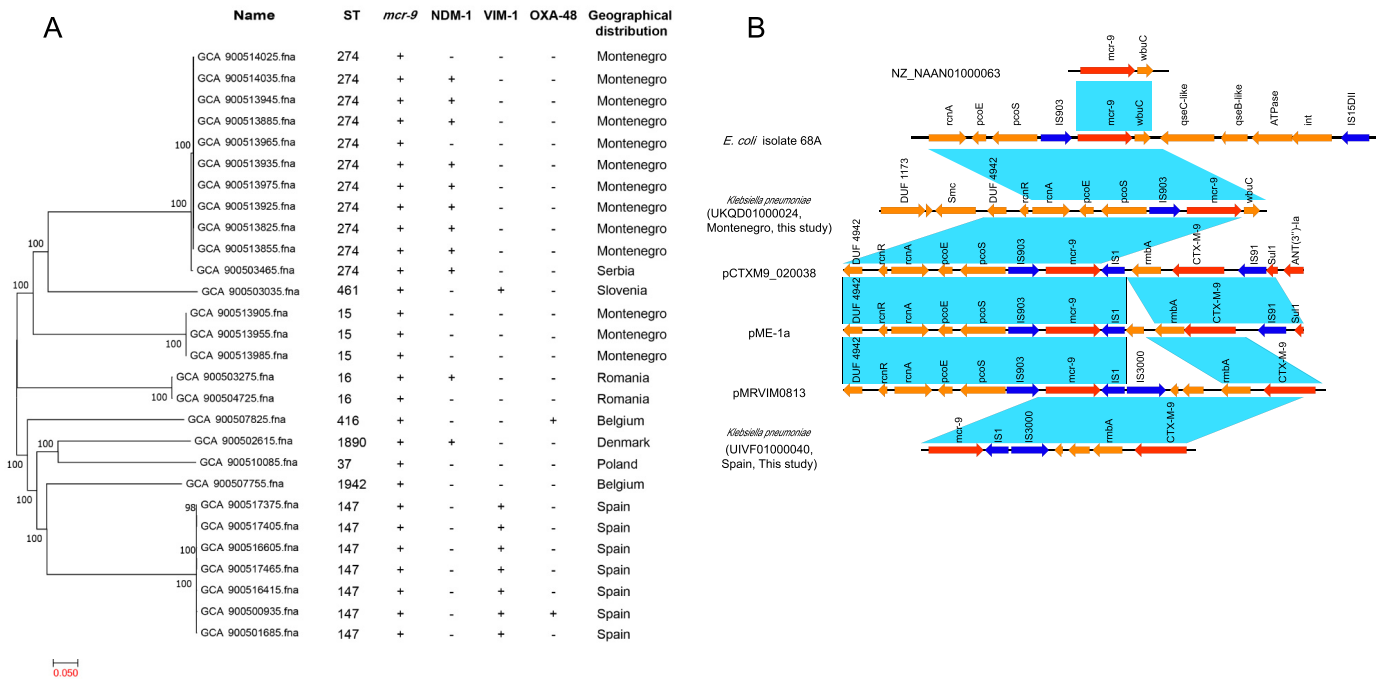 A
Name ST mcr-9 NDM-1 VIM-1 OXA-48 Geographical
distribution
GCA 900514025.fna 274 + - - - Montenegro
GCA 900514035.fna 274 + + - - Montenegro
GCA 900513945.fna 274 + + - - Montenegro
GCA 900513885.fna 274 + + - - Montenegro
GCA 900513965.fna 274 + - - - Montenegro
GCA 900513935.fna 274 + + - - Montenegro
GCA 900513975.fna 274 + + - - Montenegro
GCA 900513925.fna 274 + + - - Montenegro
GCA 900513825.fna 274 + + - - Montenegro
GCA 900513855.fna 274 + + - - Montenegro
GCA 900503465.fna 274 + + - - Serbia
GCA 900503035.fna 461 + - + - Slovenia
GCA 900513905.fna 15 + - - - Montenegro
GCA 900513955.fna 15 + - - - Montenegro
GCA 900513985.fna 15 + - - - Montenegro
GCA 900503275.fna 16 + + - - Romania
GCA 900504725.fna 16 + - - - Romania
GCA 900507825.fna 416 + - - + Belgium
GCA 900502615.fna 1890 + + - - Denmark
GCA 900510085.fna 37 + - - - Poland
GCA 900507755.fna 1942 + - - - Belgium
GCA 900517375.fna 147 + - + - Spain
GCA 900517405.fna 147 + - + - Spain
GCA 900516605.fna 147 + - + - Spain
GCA 900517465.fna 147 + - + - Spain
GCA 900516415.fna 147 + - + - Spain
GCA 900500935.fna 147 + - + + Spain
GCA 900501685.fna 147 + - + - Spain
100
100
100
100
100
100
100
100
100
100
98
100
100
0.050
B
NZ_NAAN01000063
mcr-9 wbuC
E. coli isolate 68A
rcnA pcoE pcoS IS903 mcr-9 wbuC qseC-like qseB-like ATPase int IS15DII
Klebsiella pneumoniae
(UKQD01000024,
Montenegro, this study)
DUF 1173 Smc DUF 4942 rcnR rcnA pcoE pcoS IS903 mcr-9 wbuC
pCTXM9_020038
DUF 4942 rcnR rcnA pcoE pcoS IS903 mcr-9 IS1 rmbA CTX-M-9 IS91 Sul1 ANT(3")-Ia
pME-1a
DUF 4942 rcnR rcnA pcoE pcoS IS903 mcr-9 IS1 rmbA CTX-M-9 IS91 Sul1
pMRVIM0813
DUF 4942 rcnR rcnA pcoE pcoS IS903 mcr-9 IS1 IS3000 rmbA CTX-M-9
Klebsiella pneumoniae
(UIVF01000040,
Spain, This study)
mcr-9 IS1 IS3000 rmbA CTX-M-9